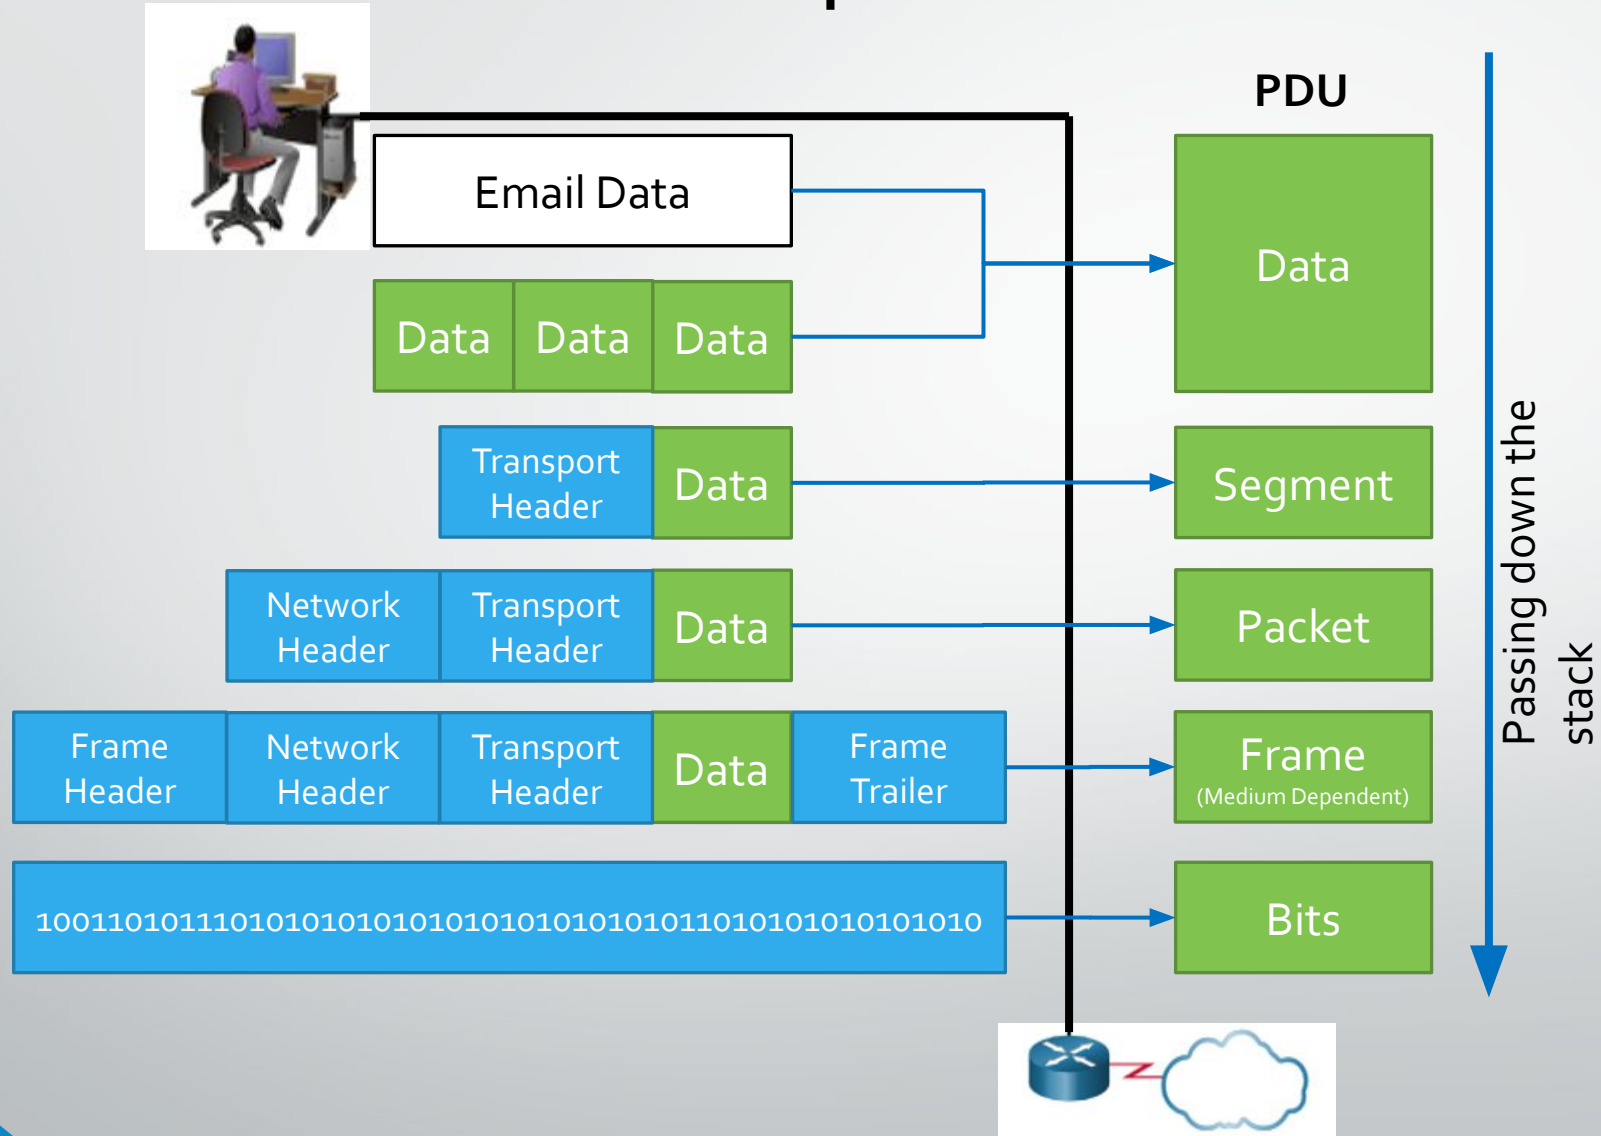 PDU
Email Data
Data
Data Data Data
Transport
Header
Data
Segment
Network
Header
Transport
Header
Data
Packet
Frame
Header
Network
Header
Transport
Header
Data
Frame
Trailer
Frame
(Medium Dependent)
Bits
Passing down the
stack